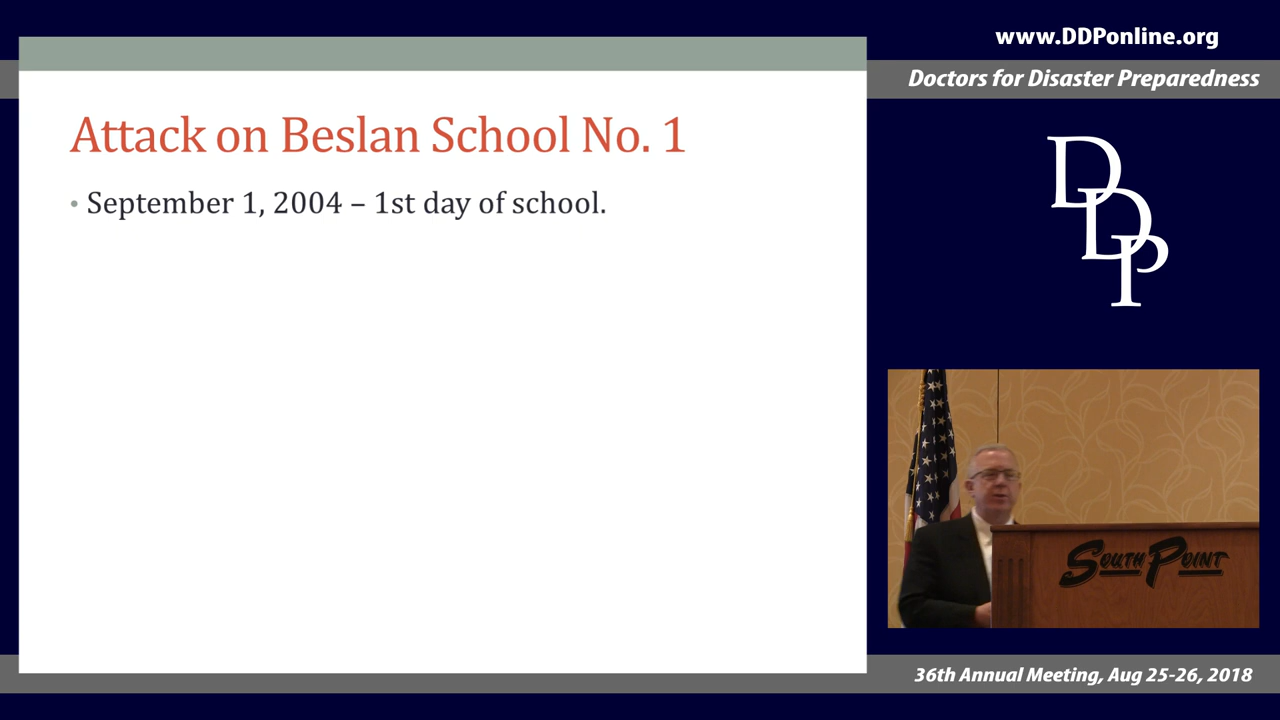 www.DDPonline.org
Doctors for Disaster Preparedness
Attack on Beslan School No. 1
• September 1, 2004 – 1st day of school.
DDP
South Point
36th Annual Meeting, Aug 25-26, 2018